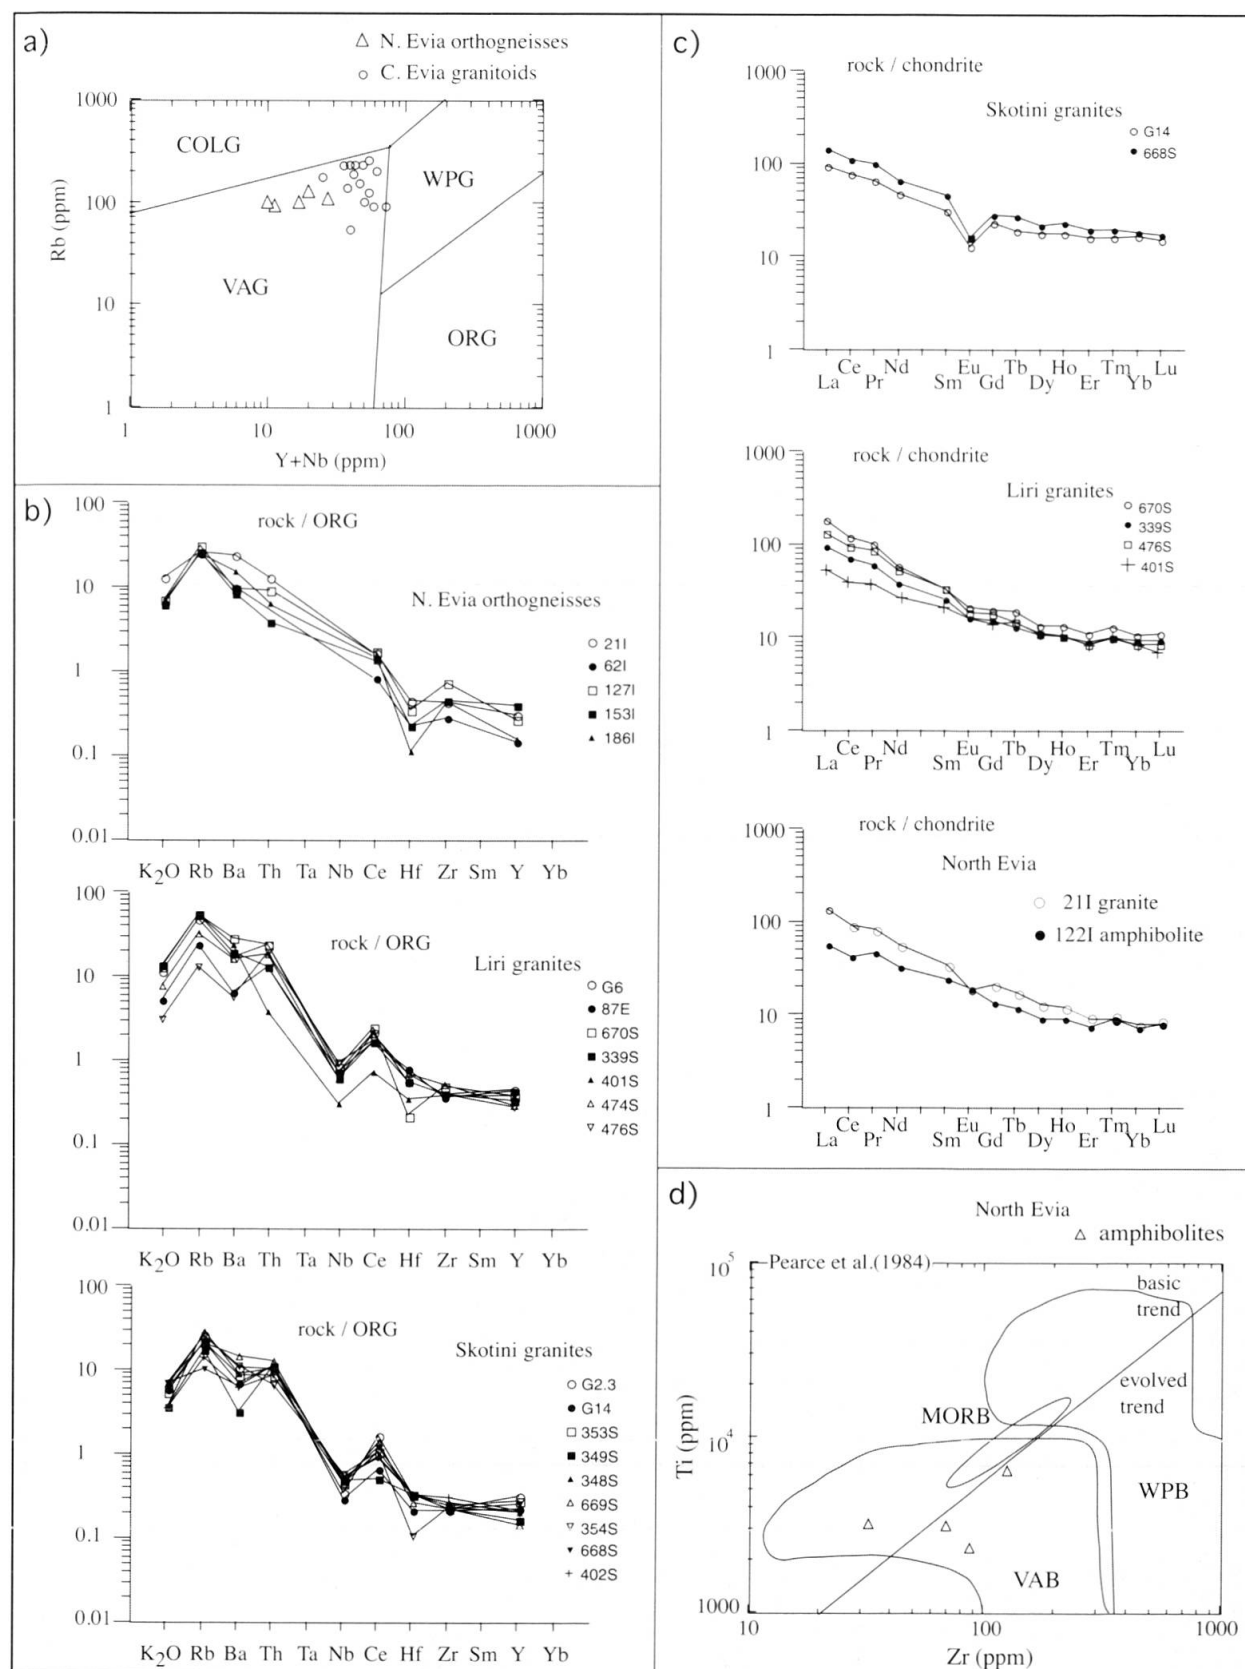 a)
△ N. Evia orthogneisses
○ C. Evia granitoids
1000
100
10
1
Rb (ppm)
COLG
WPG
VAG
ORG
1 10 100 1000
Y+Nb (ppm)
b)
rock / ORG
N. Evia orthogneisses
21I
62I
127I
153I
186I
100
10
1
0.1
0.01
K2O Rb Ba Th Ta Nb Ce Hf Zr Sm Y Yb
rock / ORG
Liri granites
G6
87E
670S
339S
401S
474S
476S
100
10
1
0.1
0.01
K2O Rb Ba Th Ta Nb Ce Hf Zr Sm Y Yb
rock / ORG
Skotini granites
G2.3
G14
353S
349S
348S
669S
354S
668S
402S
100
10
1
0.1
0.01
K2O Rb Ba Th Ta Nb Ce Hf Zr Sm Y Yb
c)
rock / chondrite
Skotini granites
G14
668S
1000
100
10
1
La Ce Pr Nd Sm Eu Gd Tb Dy Ho Er Tm Yb Lu
rock / chondrite
Liri granites
670S
339S
476S
401S
1000
100
10
1
La Ce Pr Nd Sm Eu Gd Tb Dy Ho Er Tm Yb Lu
rock / chondrite
North Evia
21I granite
122I amphibolite
1000
100
10
1
La Ce Pr Nd Sm Eu Gd Tb Dy Ho Er Tm Yb Lu
d)
North Evia
△ amphibolites
Pearce et al.(1984)
10^5
10^4
1000
Ti (ppm)
basic
trend
evolved
trend
MORB
WPB
VAB
10 100 1000
Zr (ppm)